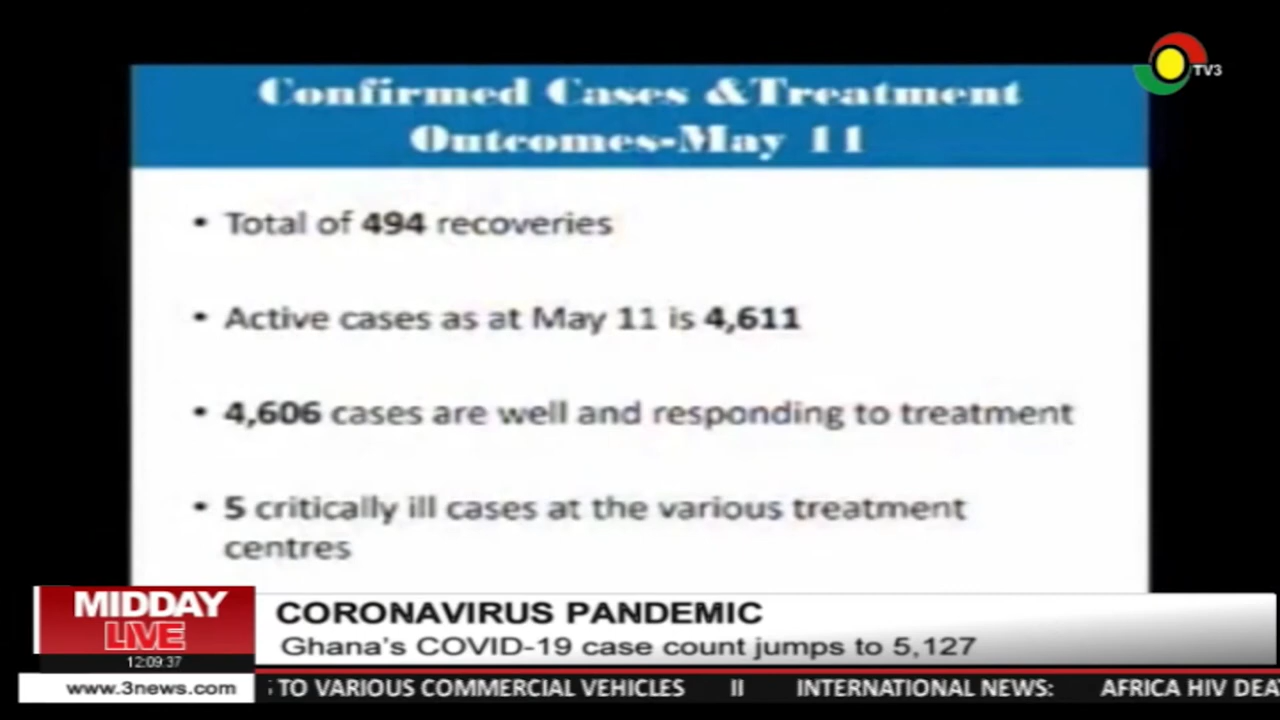 TV3
Confirmed Cases &Treatment
Outcomes-May 11
• Total of 494 recoveries
• Active cases as at May 11 is 4,611
• 4,606 cases are well and responding to treatment
• 5 critically ill cases at the various treatment
centres
MIDDAY
LIVE
12:09:37
CORONAVIRUS PANDEMIC
Ghana's COVID-19 case count jumps to 5,127
www.3news.com
TO VARIOUS COMMERCIAL VEHICLES II INTERNATIONAL NEWS: AFRICA HIV